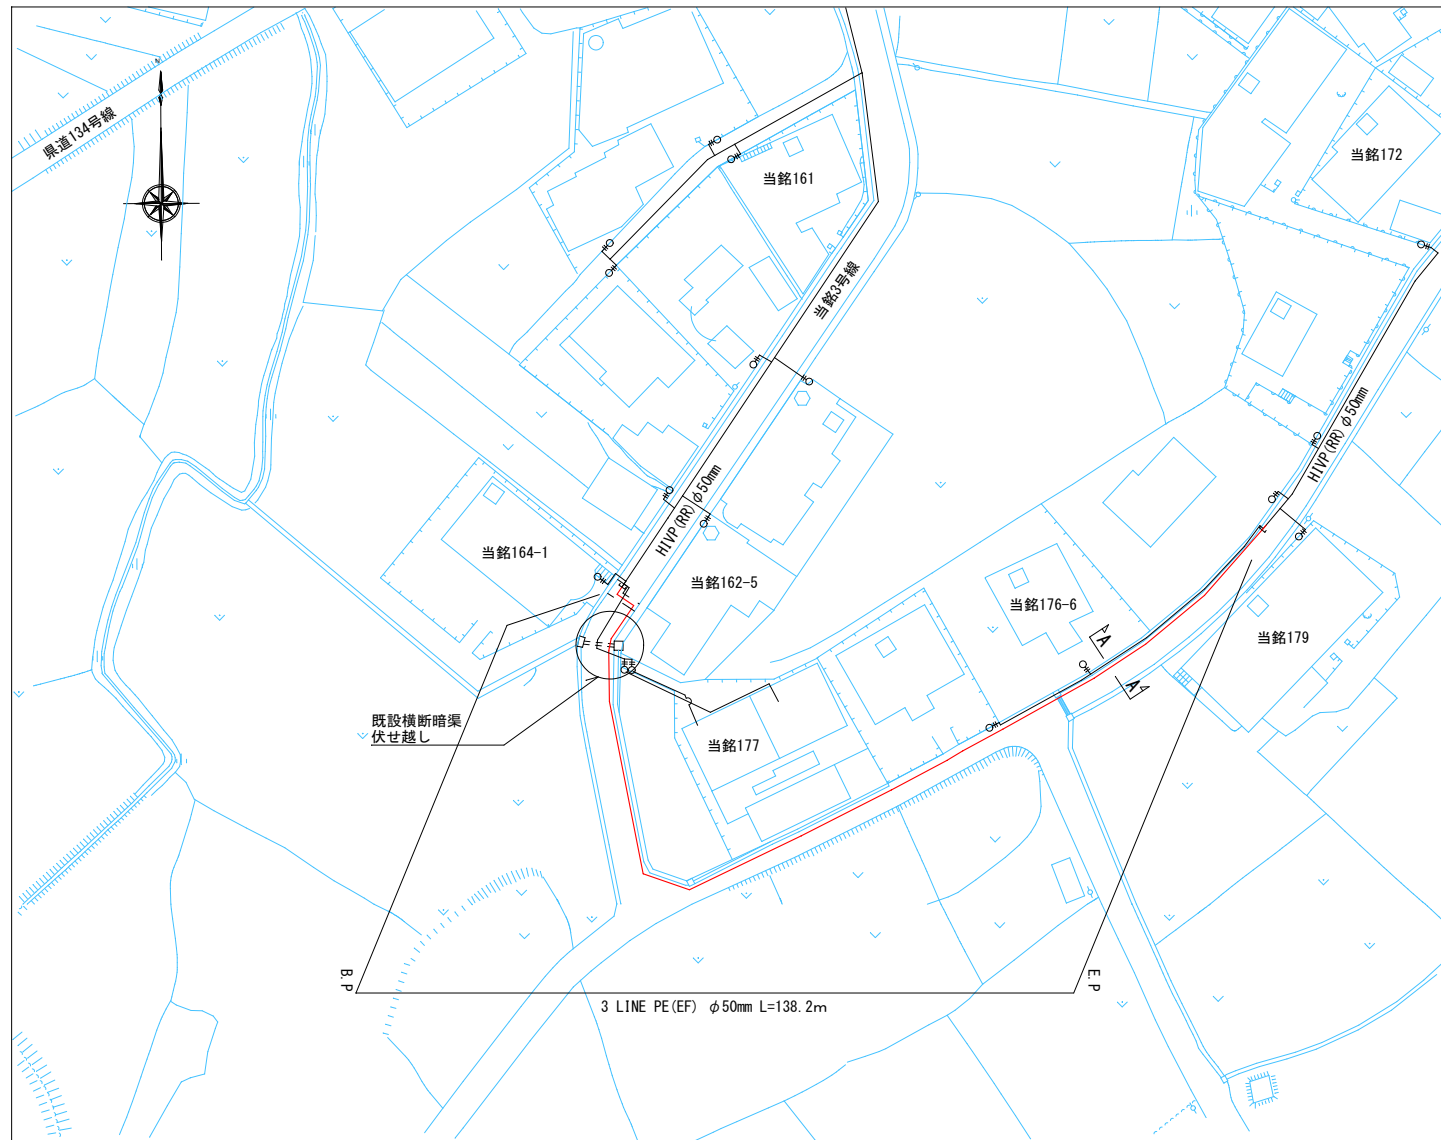 県道134号線
N
当銘161
当銘172
当銘3号線
HIVP(RR)φ50mm
HIVP(RR)φ50mm
当銘164-1
当銘162-5
当銘176-6
当銘179
A
A
既設横断暗渠
伏せ越し
当銘177
B.P
E.P
3 LINE PE(EF) φ50mm L=138.2m